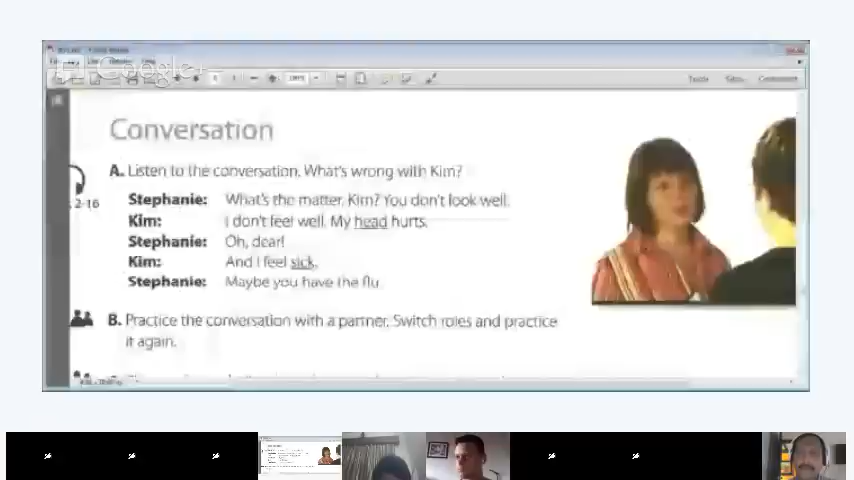 Google+
Conversation
A. Listen to the conversation. What's wrong with Kim?
2-16
Stephanie: What's the matter, Kim? You don't look well.
Kim: I don't feel well. My head hurts.
Stephanie: Oh, dear!
Kim: And I feel sick.
Stephanie: Maybe you have the flu.
B. Practice the conversation with a partner. Switch roles and practice
it again.